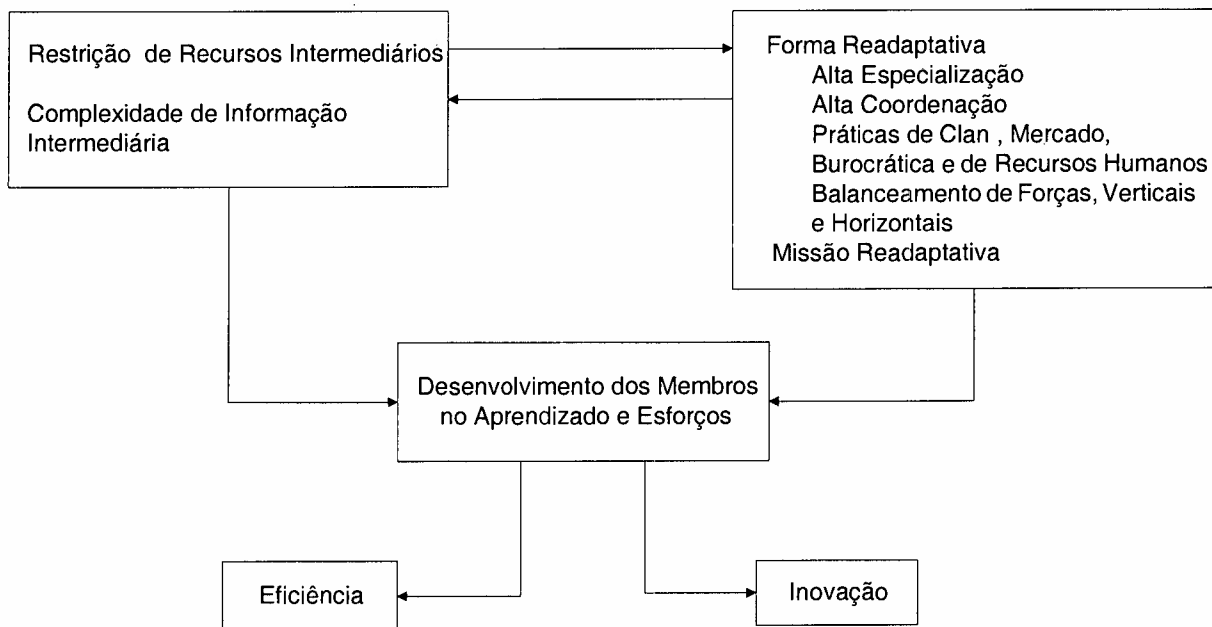 Restrição de Recursos Intermediários
Complexidade de Informação
Intermediária
Forma Readaptativa
Alta Especialização
Alta Coordenação
Práticas de Clan , Mercado,
Burocrática e de Recursos Humanos
Balanceamento de Forças, Verticais
e Horizontais
Missão Readaptativa
Desenvolvimento dos Membros
no Aprendizado e Esforços
Eficiência
Inovação